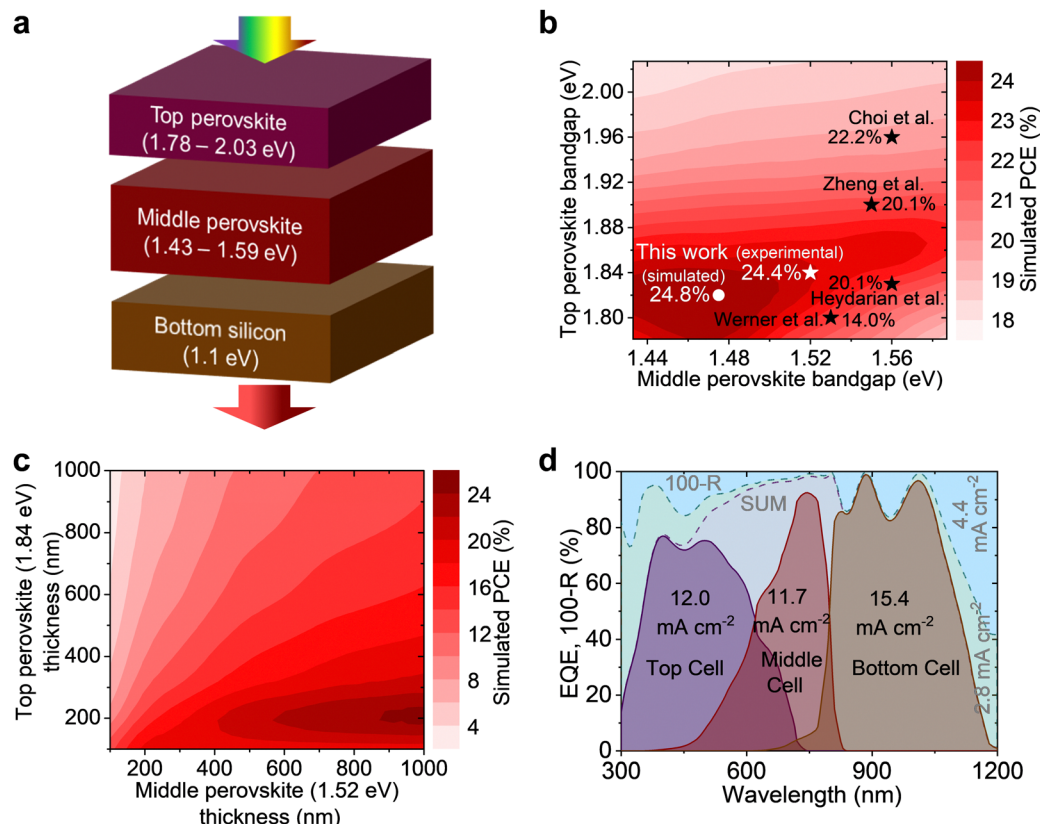 a
Top perovskite
(1.78 – 2.03 eV)
Middle perovskite
(1.43 – 1.59 eV)
Bottom silicon
(1.1 eV)
b
Top perovskite bandgap (eV)
2.00
1.96
1.92
1.88
1.84
1.80
Choi et al.
22.2%
Zheng et al.
20.1%
This work (experimental)
(simulated) 24.4%
24.8%
20.1%
Heydarian et al.
Werner et al. 14.0%
1.44 1.48 1.52 1.56
Middle perovskite bandgap (eV)
24
23
22
21
20
19
18
Simulated PCE (%)
c
Top perovskite (1.84 eV)
thickness (nm)
1000
800
600
400
200
200 400 600 800 1000
Middle perovskite (1.52 eV)
thickness (nm)
24
20
16
12
8
4
Simulated PCE (%)
d
EQE, 100-R (%)
100
80
60
40
20
0
100-R
SUM
4.4
mA cm⁻²
2.8 mA cm⁻²
12.0
mA cm⁻²
Top Cell
11.7
mA cm⁻²
Middle
Cell
15.4
mA cm⁻²
Bottom Cell
300 600 900 1200
Wavelength (nm)